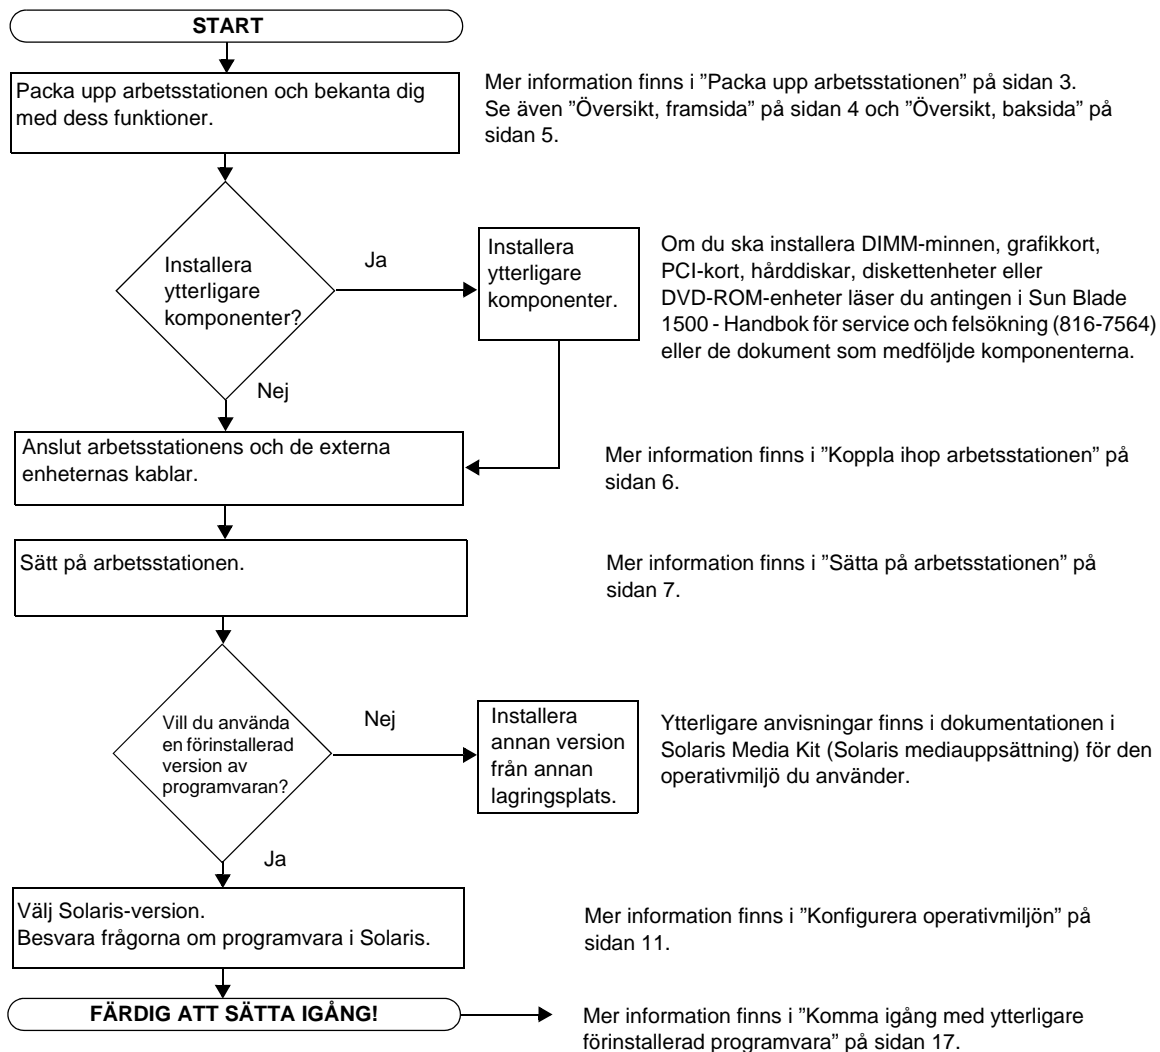 START
Packa upp arbetsstationen och bekanta dig
med dess funktioner.
Mer information finns i ”Packa upp arbetsstationen” på sidan 3.
Se även ”Översikt, framsida” på sidan 4 och ”Översikt, baksida” på
sidan 5.
Installera
ytterligare
komponenter?
Ja
Installera
ytterligare
komponenter.
Om du ska installera DIMM-minnen, grafikkort,
PCI-kort, hårddiskar, diskettenheter eller
DVD-ROM-enheter läser du antingen i Sun Blade
1500 - Handbok för service och felsökning (816-7564)
eller de dokument som medföljde komponenterna.
Nej
Anslut arbetsstationens och de externa
enheternas kablar.
Mer information finns i ”Koppla ihop arbetsstationen” på
sidan 6.
Sätt på arbetsstationen.
Mer information finns i ”Sätta på arbetsstationen” på
sidan 7.
Vill du använda
en förinstallerad
version av
programvaran?
Nej
Installera
annan version
från annan
lagringsplats.
Ytterligare anvisningar finns i dokumentationen i
Solaris Media Kit (Solaris mediauppsättning) för den
operativmiljö du använder.
Ja
Välj Solaris-version.
Besvara frågorna om programvara i Solaris.
Mer information finns i ”Konfigurera operativmiljön” på
sidan 11.
FÄRDIG ATT SÄTTA IGÅNG!
Mer information finns i ”Komma igång med ytterligare
förinstallerad programvara” på sidan 17.